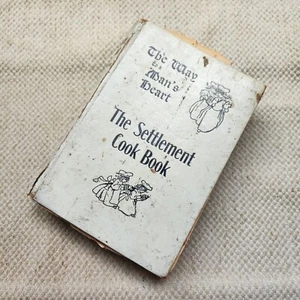 The Way
to a
Man's
Heart
The Settlement
Cook Book